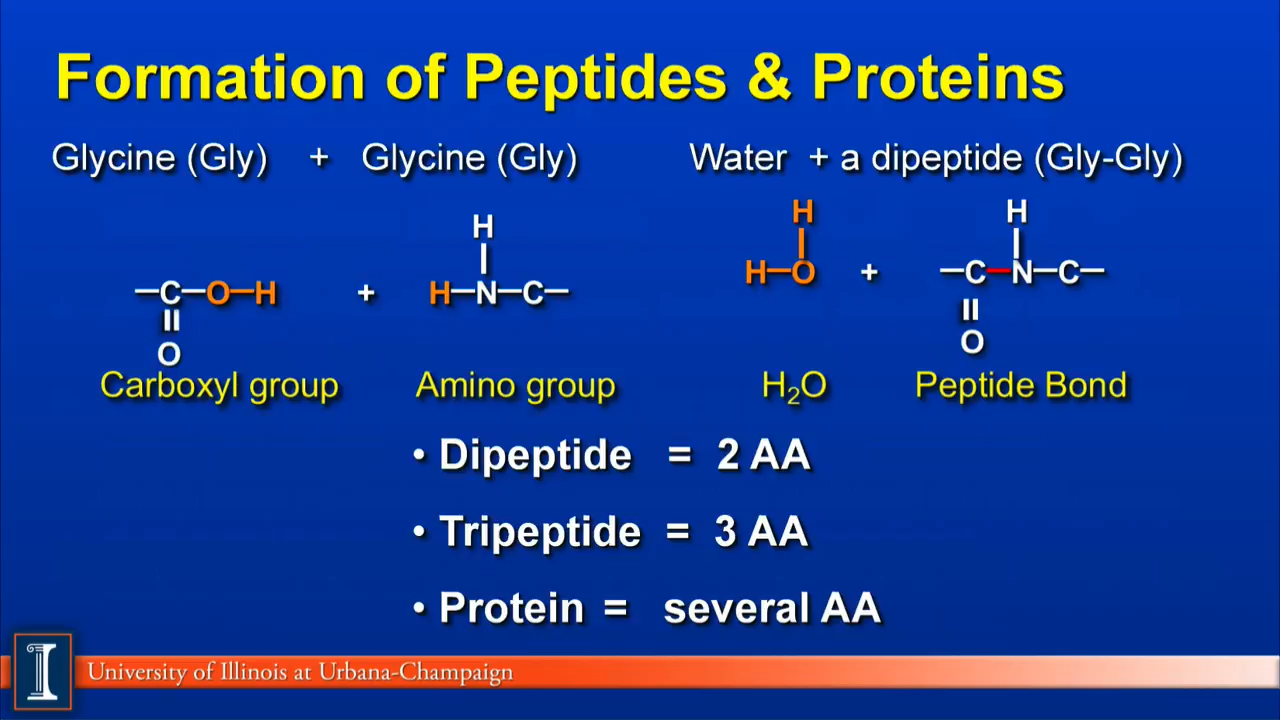 Formation of Peptides & Proteins
Glycine (Gly) + Glycine (Gly) Water + a dipeptide (Gly-Gly)
H H H
H–O + –C–N–C–
–C–O–H + H–N–C–
O O
Carboxyl group Amino group H₂O Peptide Bond
• Dipeptide = 2 AA
• Tripeptide = 3 AA
• Protein = several AA
I University of Illinois at Urbana-Champaign